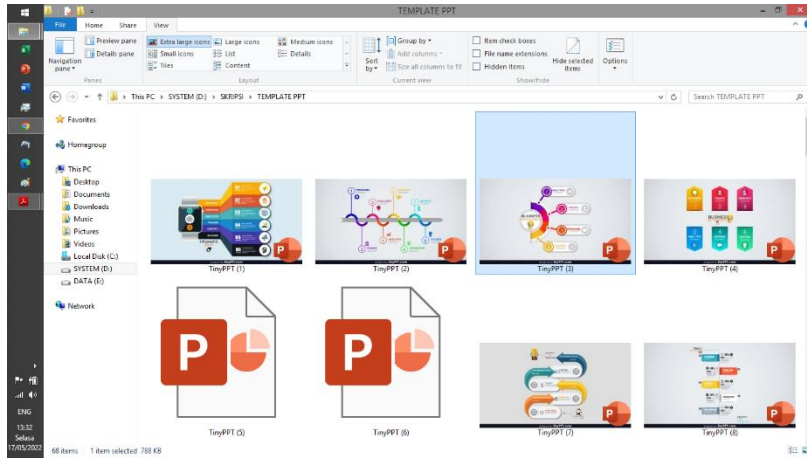 TEMPLATE PPT
File Home Share View
Navigation pane
Preview pane
Details pane
Panes
Extra large icons Large icons Medium icons
Small icons List Details
Tiles Content
Layout
Sort by
Group by
Add columns
Size all columns to fit
Current view
Item check boxes
File name extensions
Hidden items
Hide selected items
Show/hide
Options
This PC SYSTEM (D:) SKRIPSI TEMPLATE PPT
Search TEMPLATE PPT
Favorites
Homegroup
This PC
Desktop
Documents
Downloads
Music
Pictures
Videos
Local Disk (C:)
SYSTEM (D:)
DATA (E:)
Network
BUSINESS
BUSINESS
P
P
P
P
TinyPPT (1)
TinyPPT (2)
TinyPPT (3)
TinyPPT (4)
P
P
P
P
TinyPPT (5)
TinyPPT (6)
TinyPPT (7)
TinyPPT (8)
ENG
13:32
Selasa
17/05/2022
68 items 1 item selected 788 KB